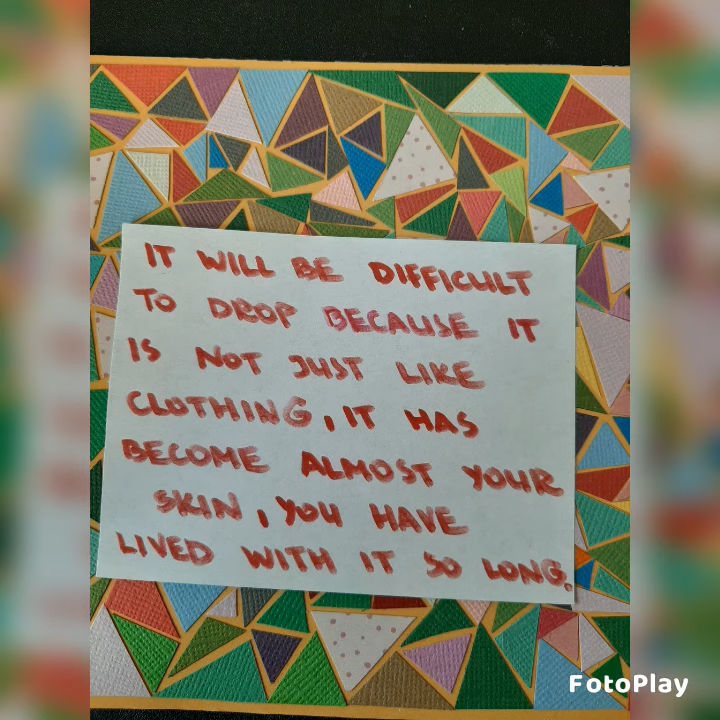 IT WILL BE DIFFICULT
TO DROP BECAUSE IT
IS NOT JUST LIKE
CLOTHING, IT HAS
BECOME ALMOST YOUR
SKIN, YOU HAVE
LIVED WITH IT SO LONG.
FotoPlay